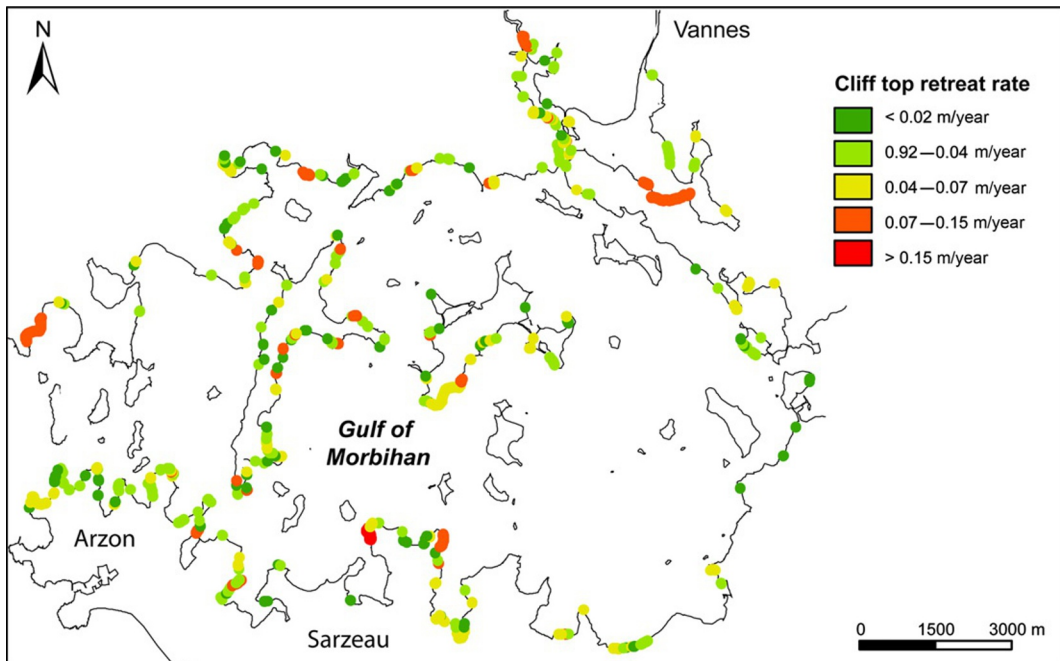 N
Vannes
Cliff top retreat rate
< 0.02 m/year
0.92—0.04 m/year
0.04—0.07 m/year
0.07—0.15 m/year
> 0.15 m/year
Gulf of
Morbihan
Arzon
Sarzeau
0 1500 3000 m